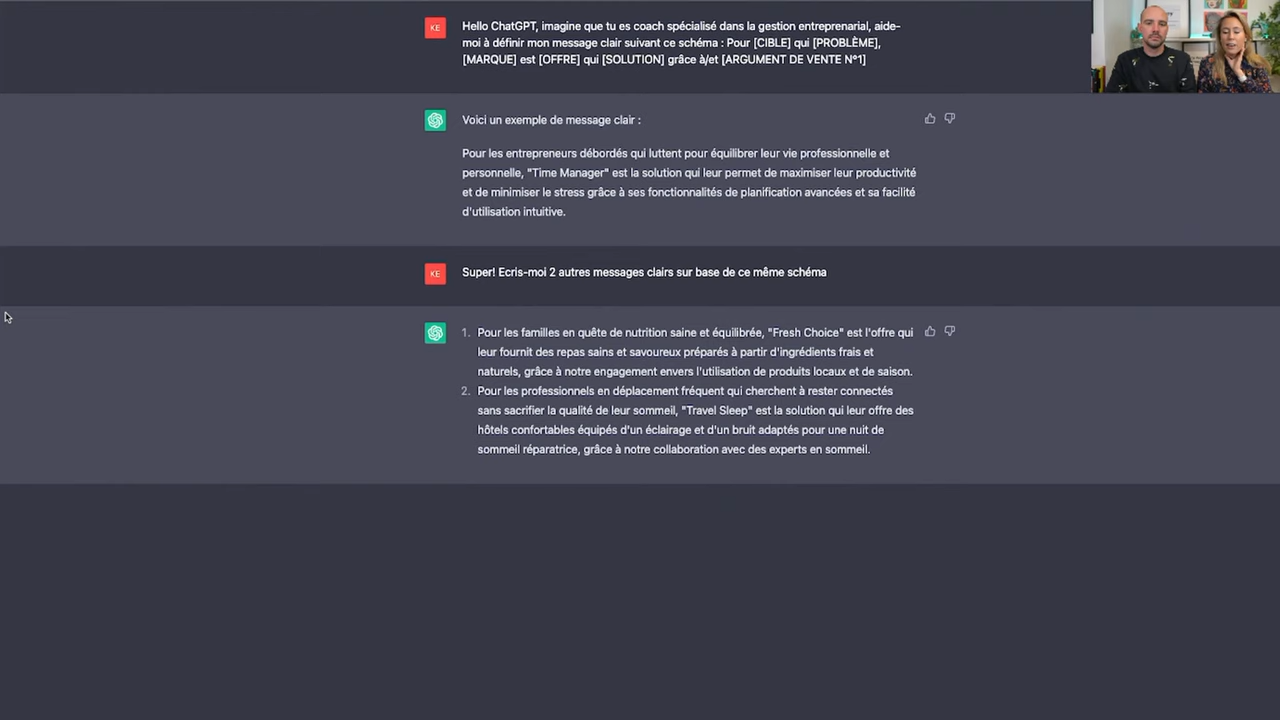 KE
Hello ChatGPT, imagine que tu es coach spécialisé dans la gestion entreprenarial, aide-
moi à définir mon message clair suivant ce schéma : Pour [CIBLE] qui [PROBLÈME],
[MARQUE] est [OFFRE] qui [SOLUTION] grâce à/et [ARGUMENT DE VENTE N°1]
Voici un exemple de message clair :
Pour les entrepreneurs débordés qui luttent pour équilibrer leur vie professionnelle et
personnelle, "Time Manager" est la solution qui leur permet de maximiser leur productivité
et de minimiser le stress grâce à ses fonctionnalités de planification avancées et sa facilité
d'utilisation intuitive.
KE
Super! Ecris-moi 2 autres messages clairs sur base de ce même schéma
1. Pour les familles en quête de nutrition saine et équilibrée, "Fresh Choice" est l'offre qui
leur fournit des repas sains et savoureux préparés à partir d'ingrédients frais et
naturels, grâce à notre engagement envers l'utilisation de produits locaux et de saison.
2. Pour les professionnels en déplacement fréquent qui cherchent à rester connectés
sans sacrifier la qualité de leur sommeil, "Travel Sleep" est la solution qui leur offre des
hôtels confortables équipés d'un éclairage et d'un bruit adaptés pour une nuit de
sommeil réparatrice, grâce à notre collaboration avec des experts en sommeil.